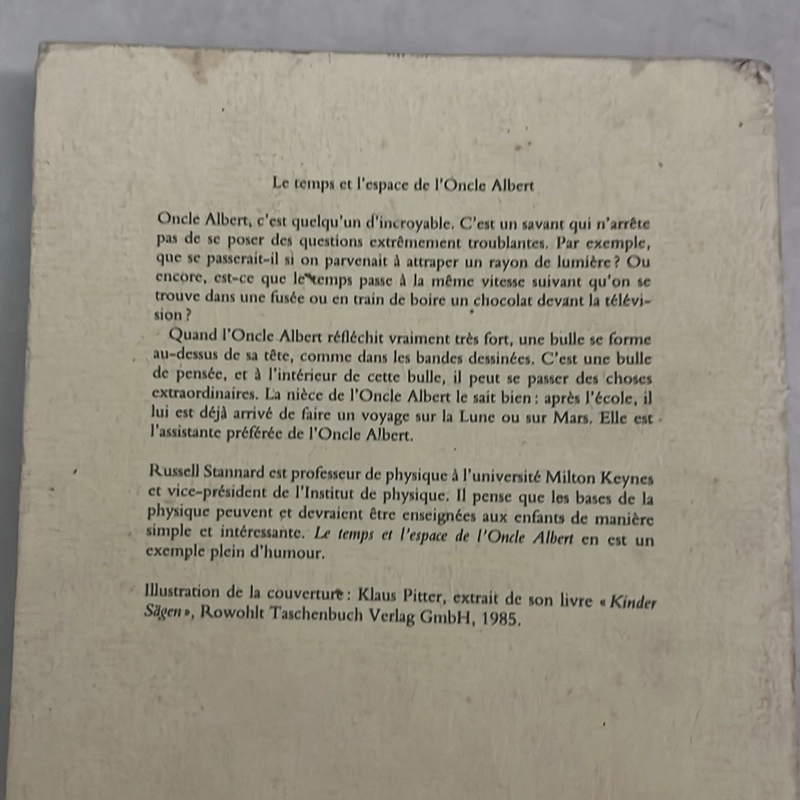 Le temps et l'espace de l'Oncle Albert
Oncle Albert, c'est quelqu'un d'incroyable. C'est un savant qui n'arrête
pas de se poser des questions extrêmement troublantes. Par exemple,
que se passerait-il si on parvenait à attraper un rayon de lumière ? Ou
encore, est-ce que le temps passe à la même vitesse suivant qu'on se
trouve dans une fusée ou en train de boire un chocolat devant la télévi-
sion ?
Quand l'Oncle Albert réfléchit vraiment très fort, une bulle se forme
au-dessus de sa tête, comme dans les bandes dessinées. C'est une bulle
de pensée, et à l'intérieur de cette bulle, il peut se passer des choses
extraordinaires. La nièce de l'Oncle Albert le sait bien : après l'école, il
lui est déjà arrivé de faire un voyage sur la Lune ou sur Mars. Elle est
l'assistante préférée de l'Oncle Albert.
Russell Stannard est professeur de physique à l'université Milton Keynes
et vice-président de l'Institut de physique. Il pense que les bases de la
physique peuvent et devraient être enseignées aux enfants de manière
simple et intéressante. Le temps et l'espace de l'Oncle Albert en est un
exemple plein d'humour.
Illustration de la couverture : Klaus Pitter, extrait de son livre « Kinder
Sägen », Rowohlt Taschenbuch Verlag GmbH, 1985.